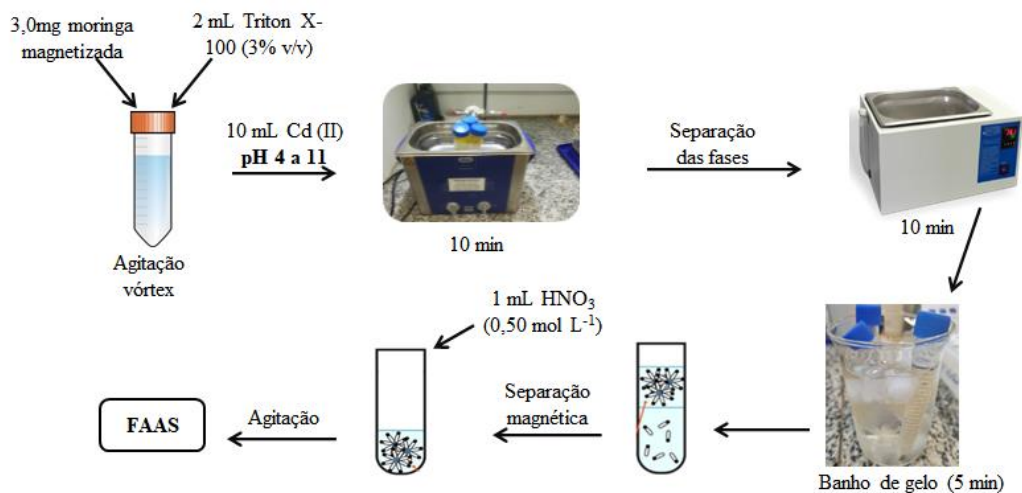 3,0mg moringa
magnetizada
2 mL Triton X-
100 (3% v/v)
10 mL Cd (II)
pH 4 a 11
Agitação
vórtex
10 min
Separação
das fases
10 min
Banho de gelo (5 min)
Separação
magnética
1 mL HNO₃
(0,50 mol L⁻¹)
Agitação
FAAS